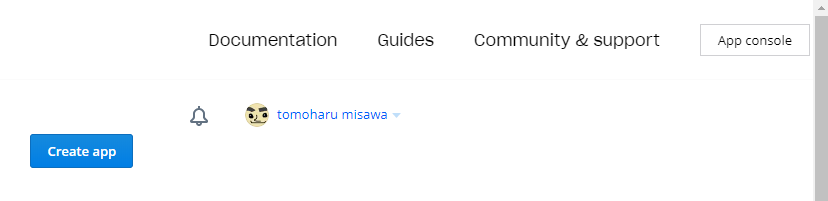 Documentation Guides Community & support App console
tomoharu misawa
Create app